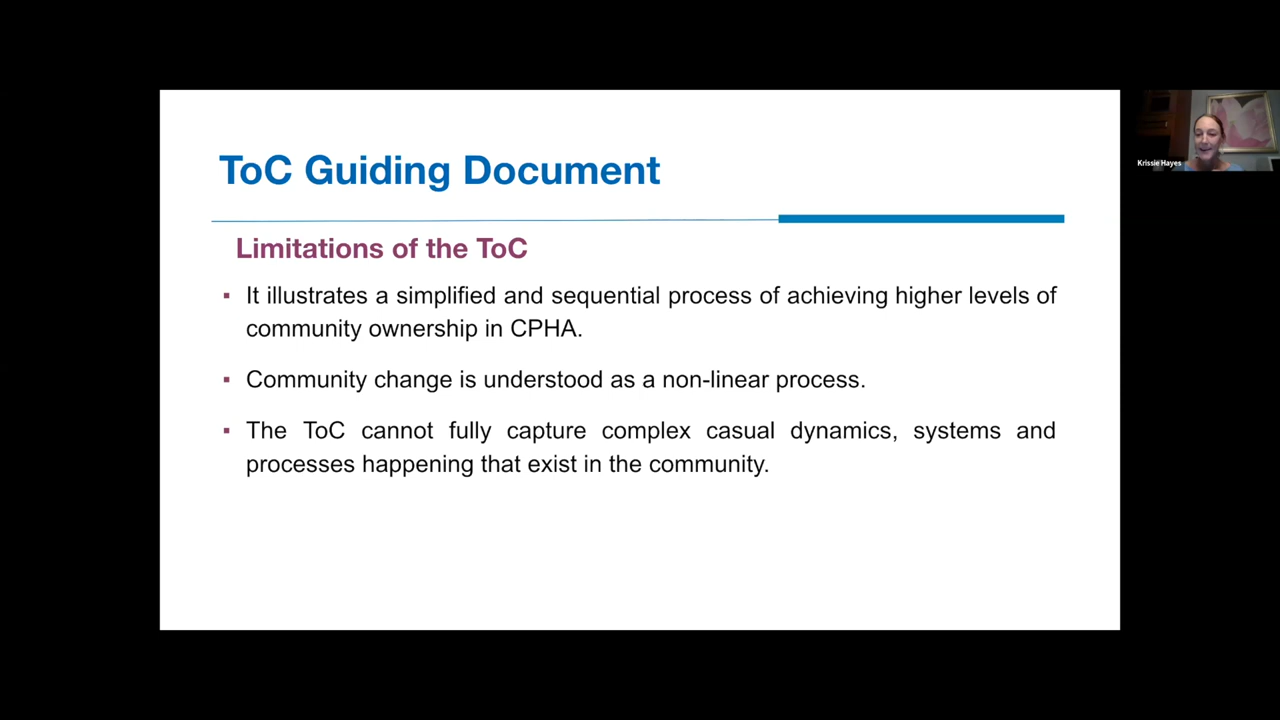 ToC Guiding Document
Limitations of the ToC
▪ It illustrates a simplified and sequential process of achieving higher levels of
community ownership in CPHA.
▪ Community change is understood as a non-linear process.
▪ The ToC cannot fully capture complex casual dynamics, systems and
processes happening that exist in the community.
Krissie Hayes